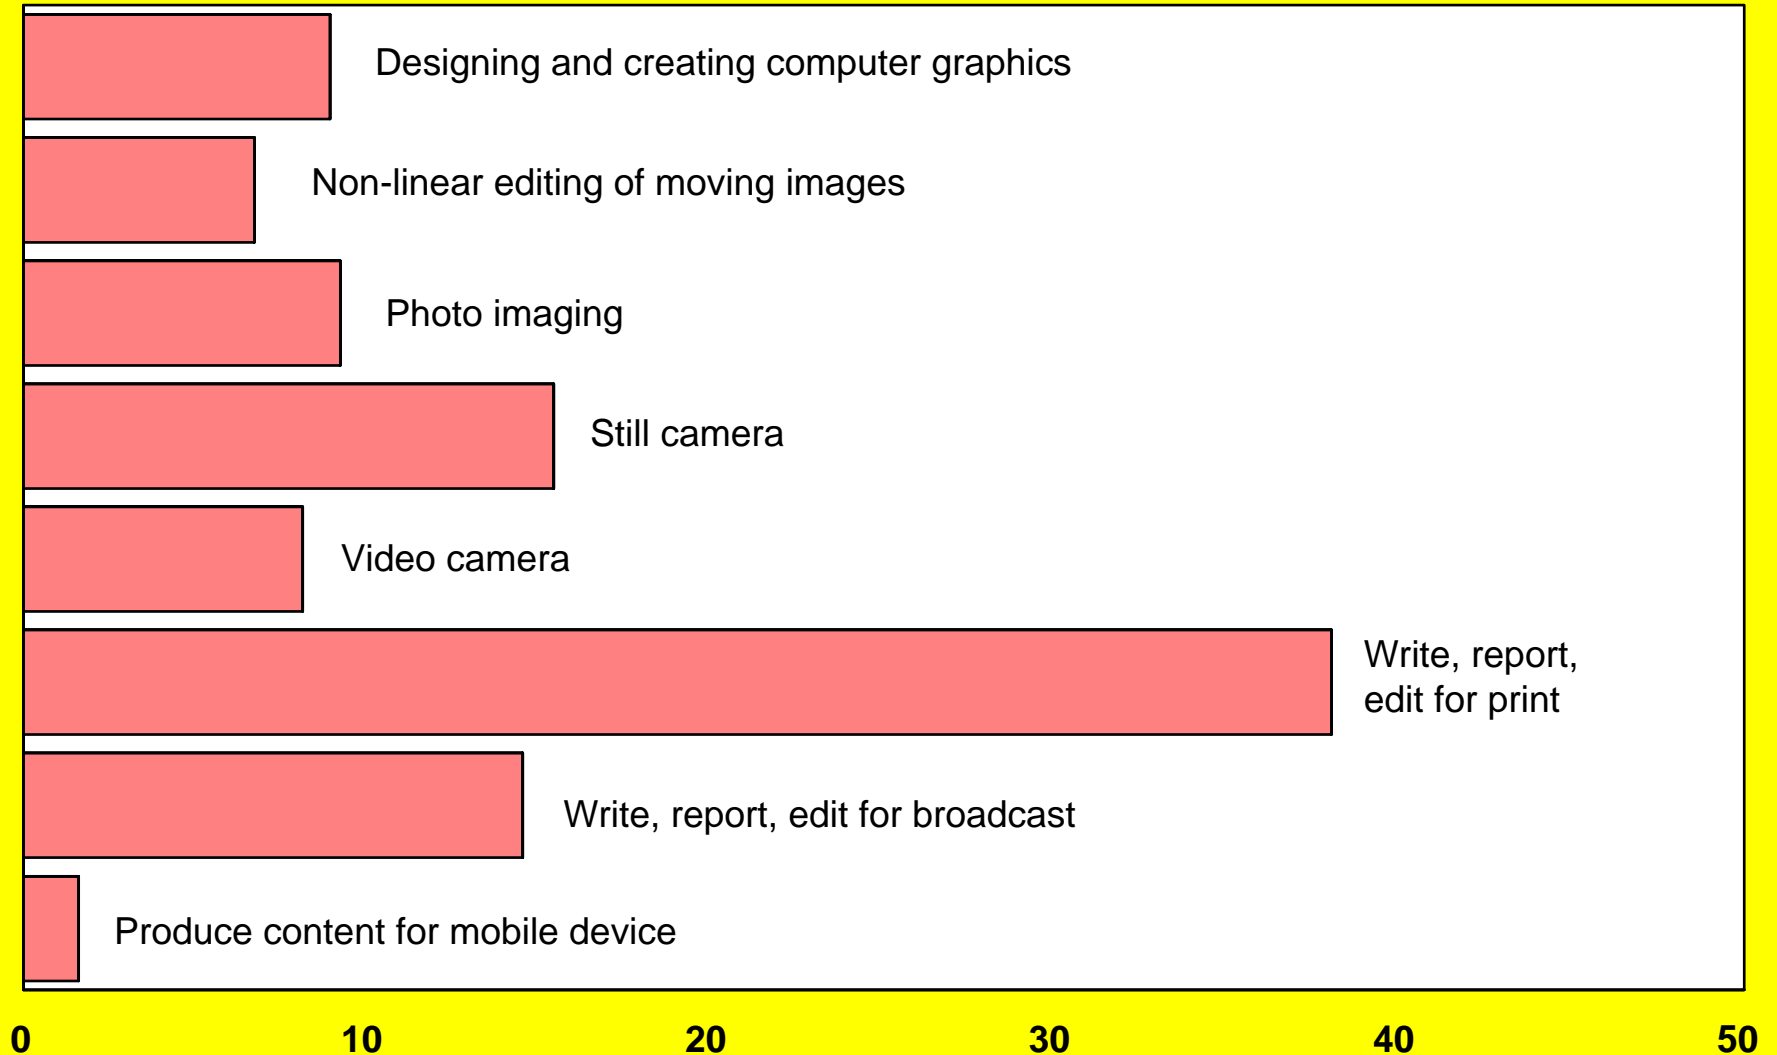 Designing and creating computer graphics
Non-linear editing of moving images
Photo imaging
Still camera
Video camera
Write, report,
edit for print
Write, report, edit for broadcast
Produce content for mobile device
0 10 20 30 40 50